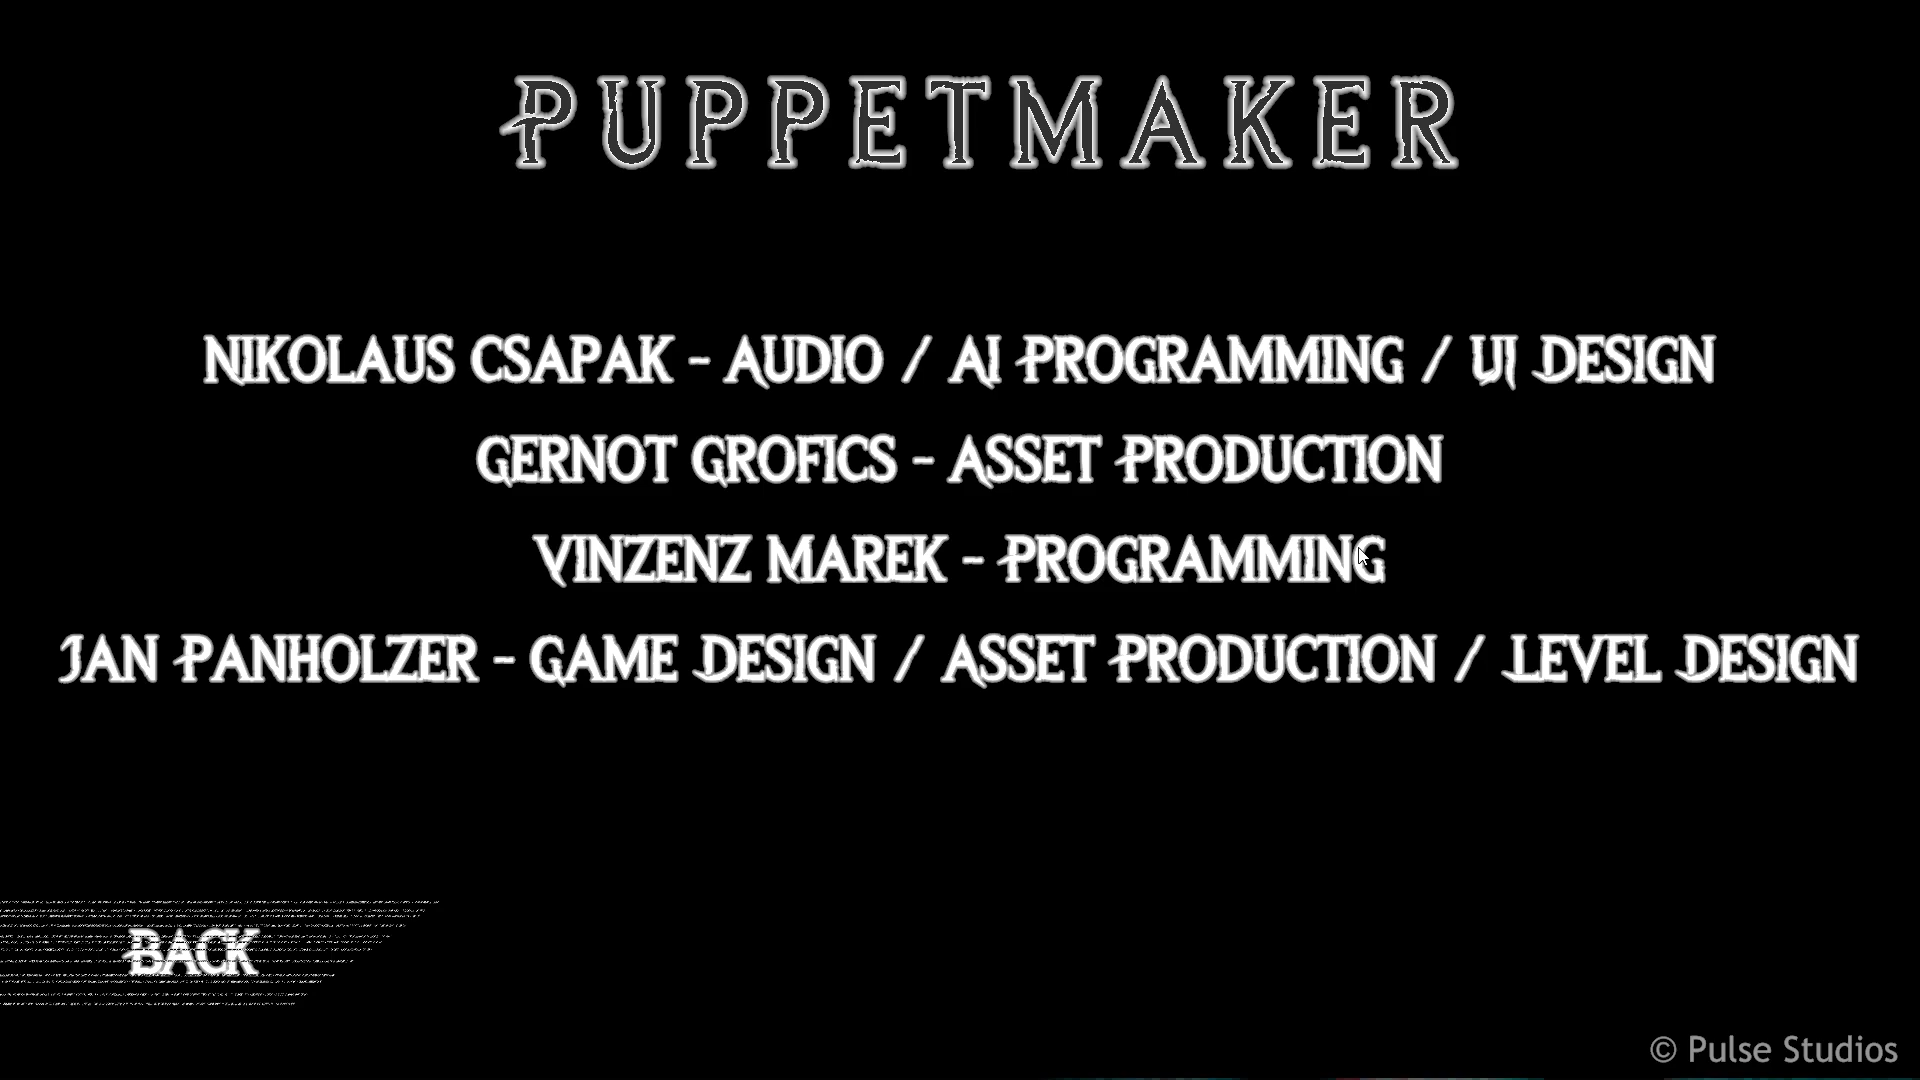 PUPPETMAKER
NIKOLAUS CSAPAK - AUDIO / AI PROGRAMMING / UI DESIGN
GERNOT GROFICS - ASSET PRODUCTION
VINZENZ MAREK - PROGRAMMING
JAN PANHOLZER - GAME DESIGN / ASSET PRODUCTION / LEVEL DESIGN
BACK
© Pulse Studios